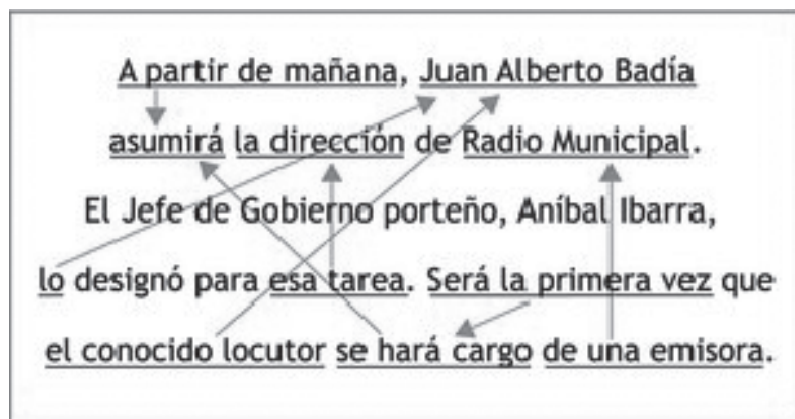 A partir de mañana, Juan Alberto Badía
asumirá la dirección de Radio Municipal.
El Jefe de Gobierno porteño, Aníbal Ibarra,
lo designó para esa tarea. Será la primera vez que
el conocido locutor se hará cargo de una emisora.